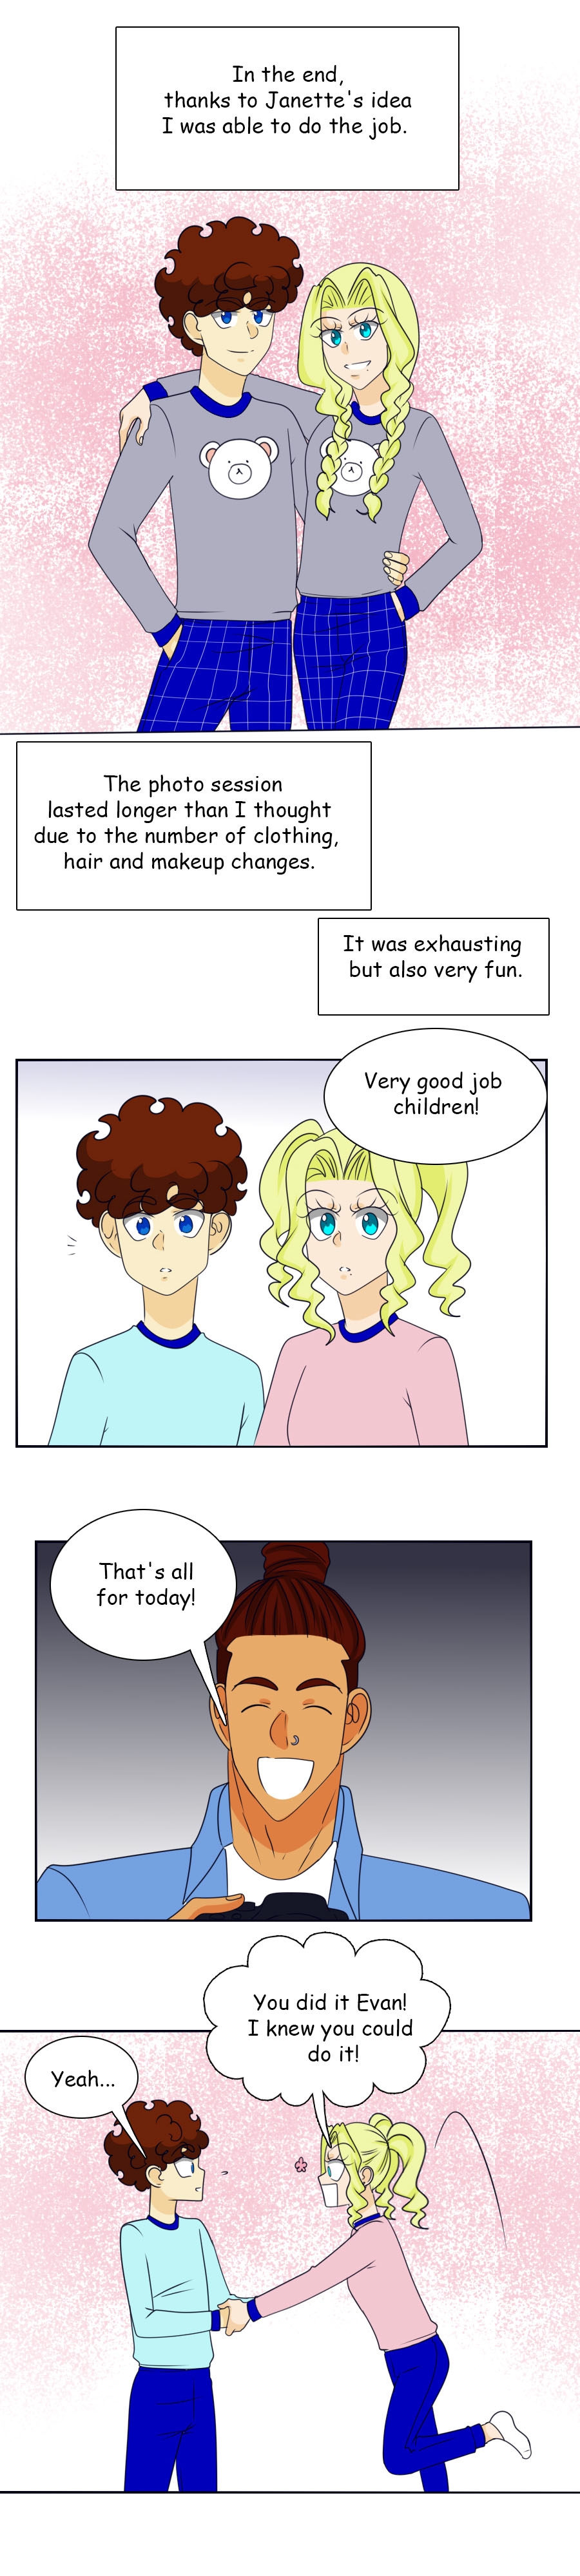 In the end,
thanks to Janette's idea
I was able to do the job.
The photo session
lasted longer than I thought
due to the number of clothing,
hair and makeup changes.
It was exhausting
but also very fun.
Very good job
children!
That's all
for today!
You did it Evan!
I knew you could
do it!
Yeah...